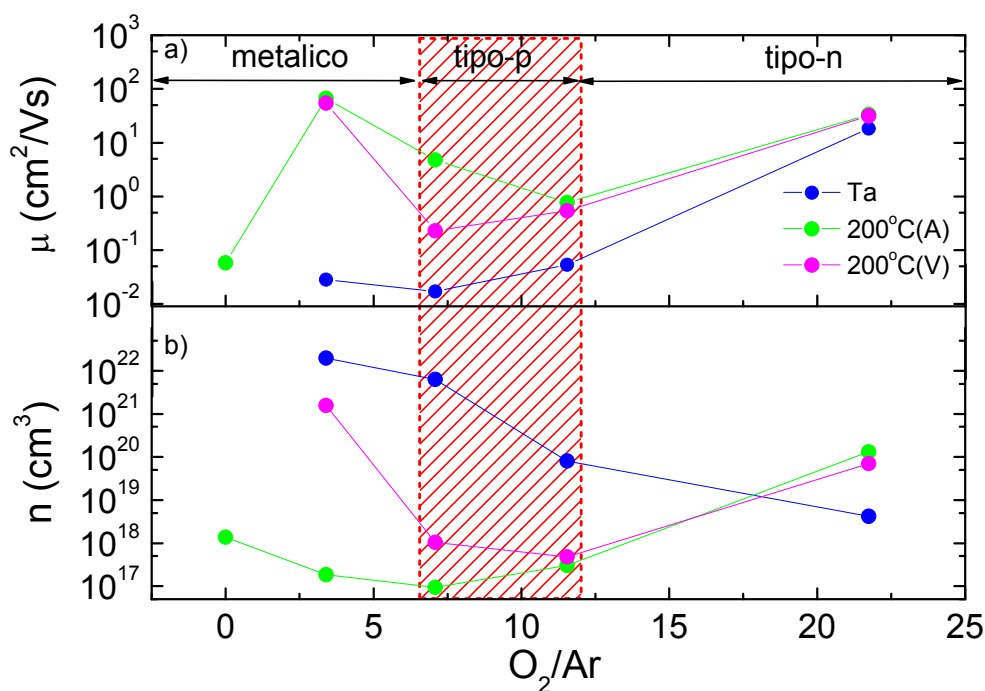 a)
metalico
tipo-p
tipo-n
μ (cm²/Vs)
10³
10²
10¹
10⁰
10⁻¹
10⁻²
Ta
200°C(A)
200°C(V)
b)
n (cm³)
10²²
10²¹
10²⁰
10¹⁹
10¹⁸
10¹⁷
0 5 10 15 20 25
O₂/Ar